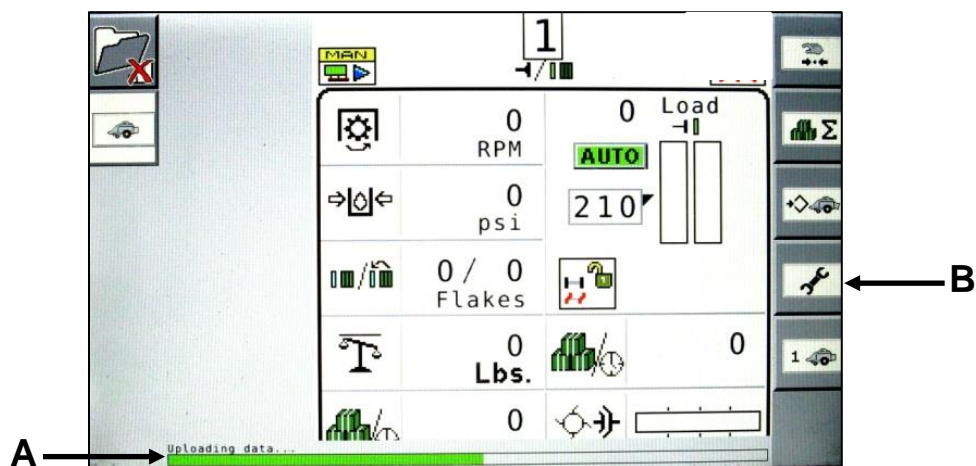 1
MAN
0
RPM
0
Load
AUTO
0
psi
210
0 / 0
Flakes
0
Lbs.
0
0
Σ
1
B
Uploading data...
A